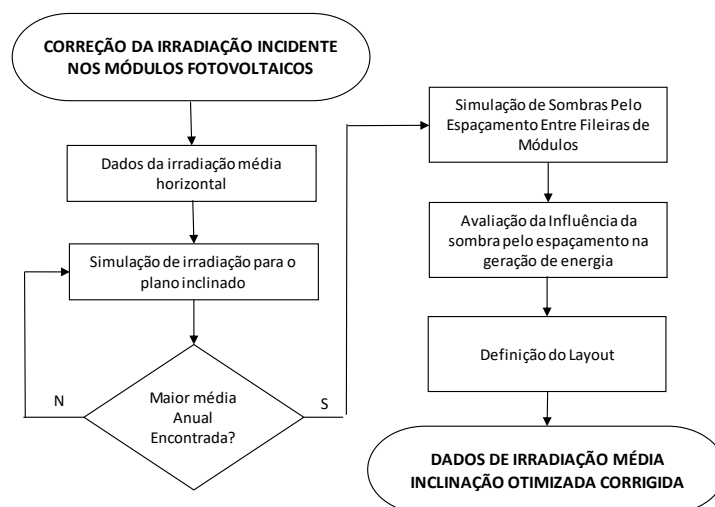 CORREÇÃO DA IRRADIAÇÃO INCIDENTE
NOS MÓDULOS FOTOVOLTAICOS
Dados da irradiação média
horizontal
Simulação de irradiação para o
plano inclinado
Maior média
Anual
Encontrada?
N
S
Simulação de Sombras Pelo
Espaçamento Entre Fileiras de
Módulos
Avaliação da Influência da
sombra pelo espaçamento na
geração de energia
Definição do Layout
DADOS DE IRRADIAÇÃO MÉDIA
INCLINAÇÃO OTIMIZADA CORRIGIDA